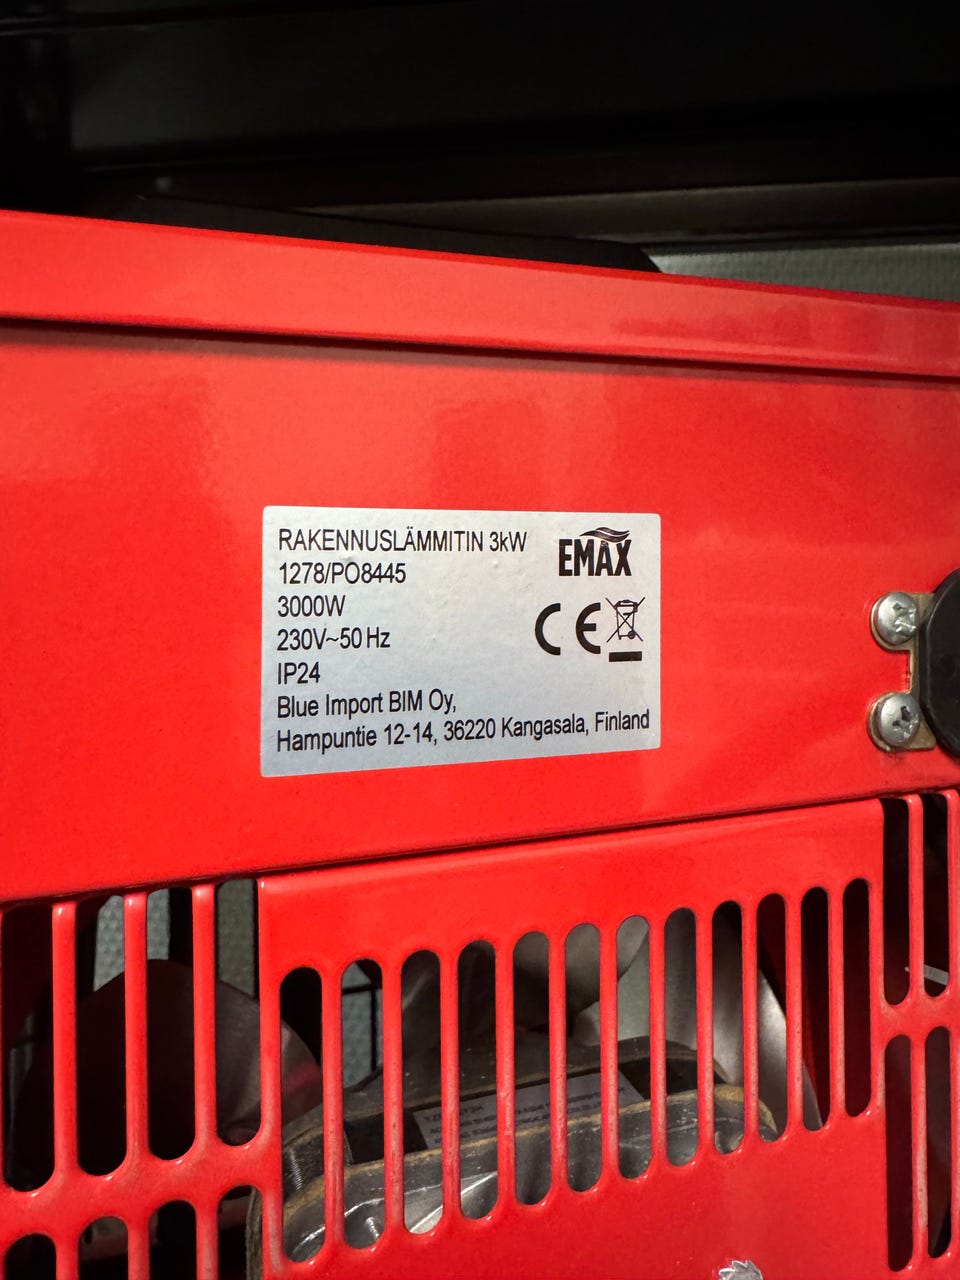 RAKENNUSLÄMMITIN 3kW
EMAX
1278/PO8445
3000W
230V~50 Hz
CE
IP24
Blue Import BIM Oy,
Hampuntie 12-14, 36220 Kangasala, Finland